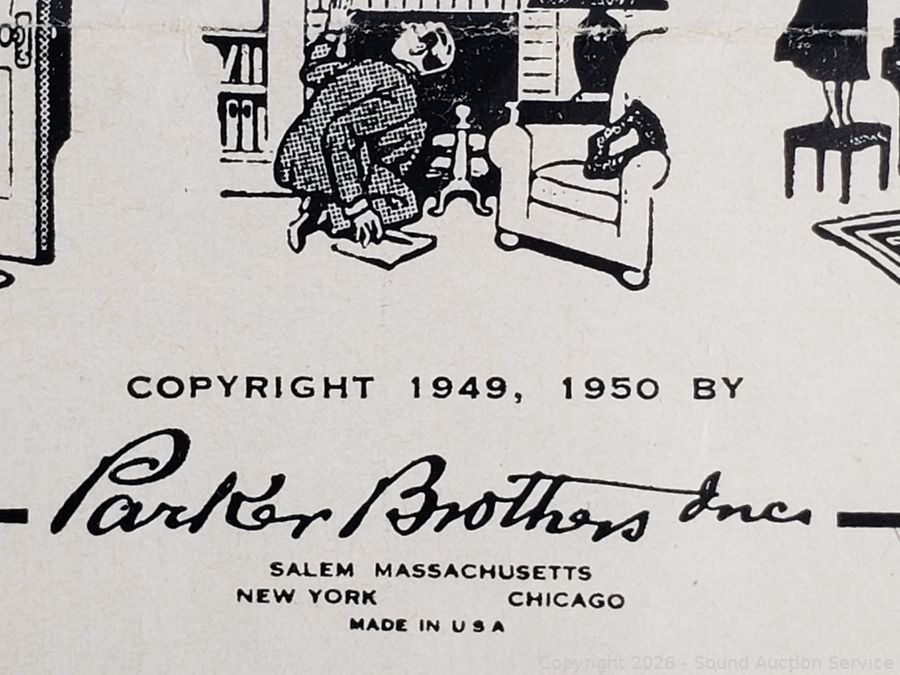 COPYRIGHT 1949, 1950 BY
Parker Brothers Inc
SALEM MASSACHUSETTS
NEW YORK CHICAGO
MADE IN U S A
Copyright 2026 - Sound Auction Service